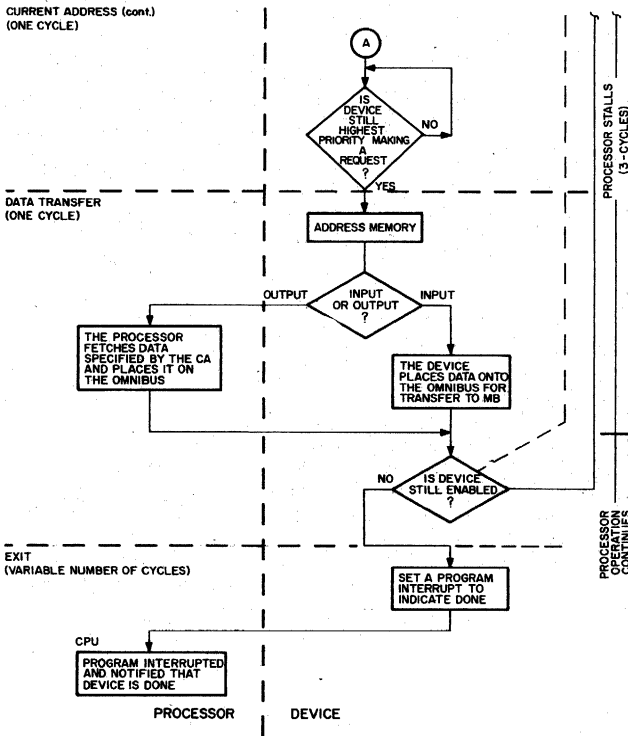 CURRENT ADDRESS (cont.)
(ONE CYCLE)
A
IS
DEVICE
STILL
HIGHEST
PRIORITY MAKING
A
REQUEST
?
NO
YES
PROCESSOR STALLS
(3-CYCLES)
DATA TRANSFER
(ONE CYCLE)
ADDRESS MEMORY
OUTPUT
INPUT
OR OUTPUT
?
INPUT
THE PROCESSOR
FETCHES DATA
SPECIFIED BY THE CA
AND PLACES IT ON
THE OMNIBUS
THE DEVICE
PLACES DATA ONTO
THE OMNIBUS FOR
TRANSFER TO MB
NO
IS DEVICE
STILL ENABLED
?
PROCESSOR
OPERATION
CONTINUES
EXIT
(VARIABLE NUMBER OF CYCLES)
SET A PROGRAM
INTERRUPT TO
INDICATE DONE
CPU
PROGRAM INTERRUPTED
AND NOTIFIED THAT
DEVICE IS DONE
PROCESSOR
DEVICE